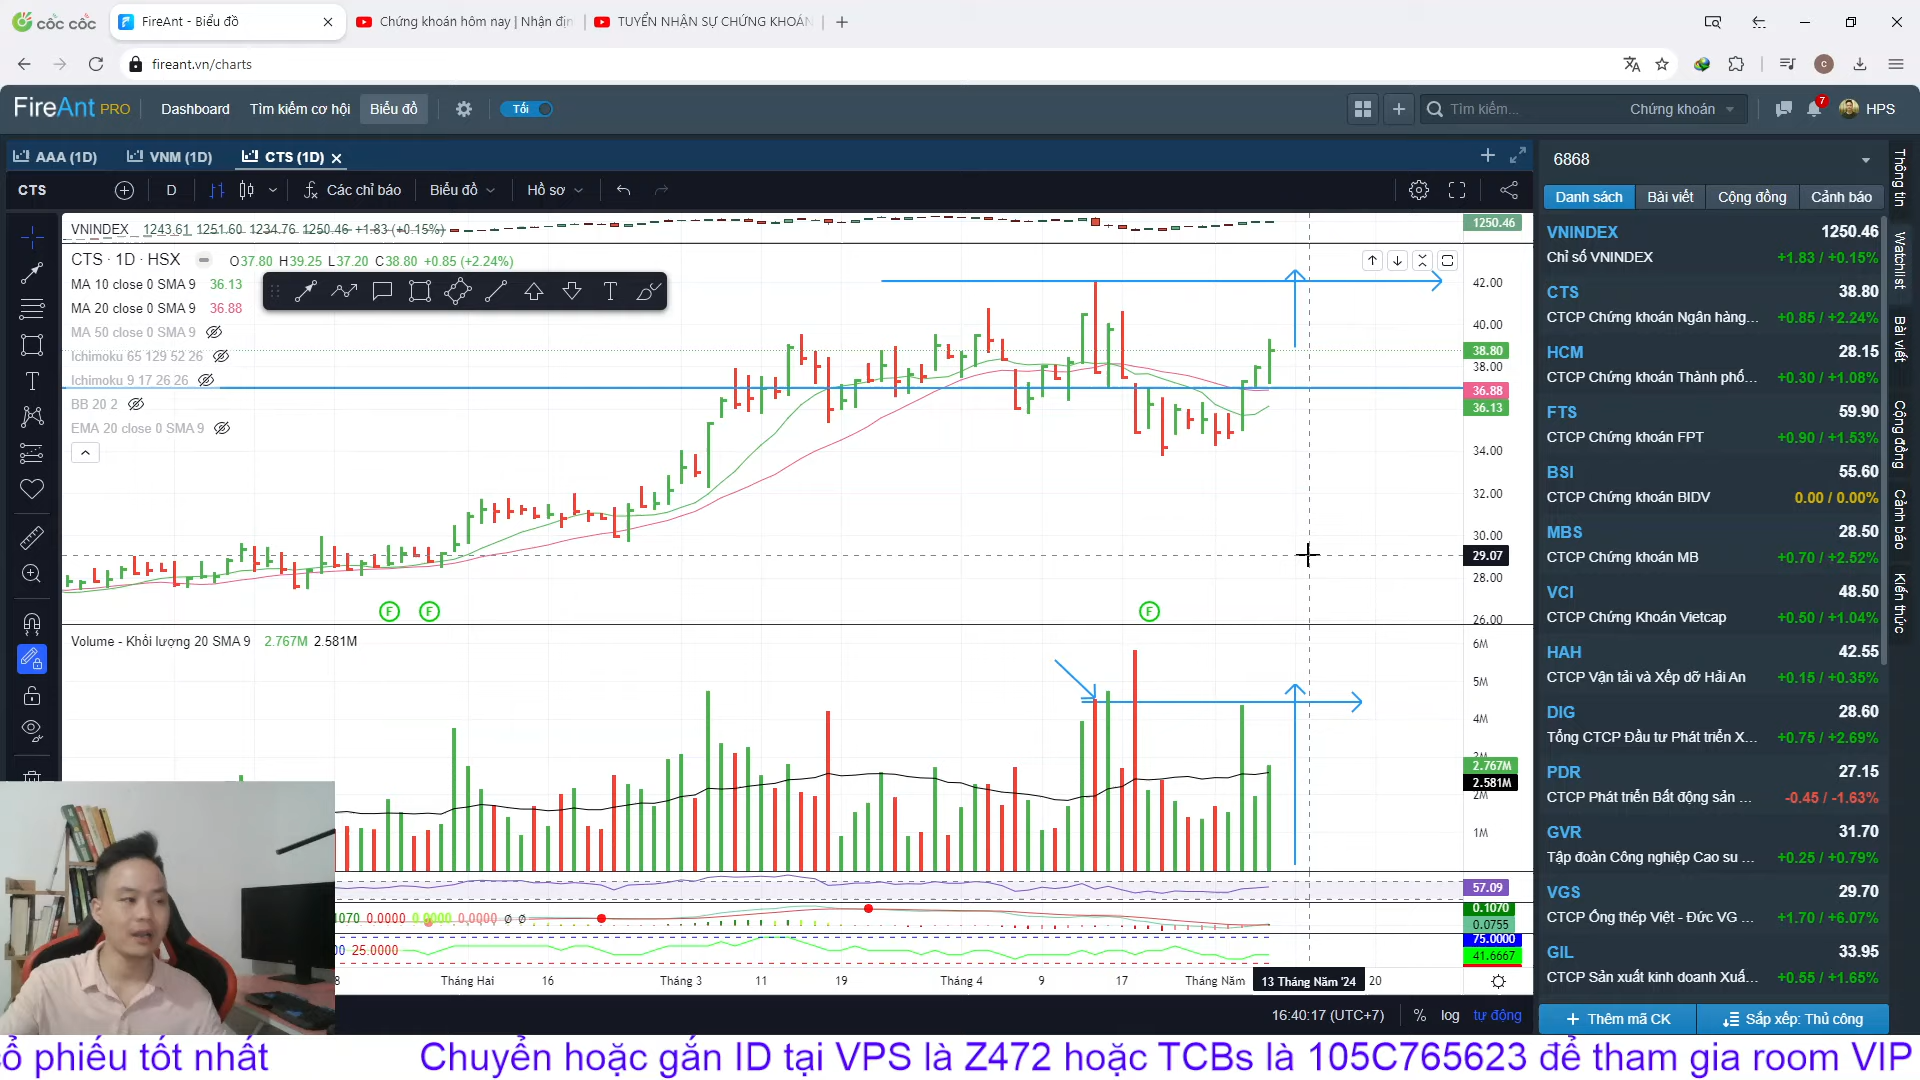 cốc cốc
FireAnt - Biểu đồ
Chứng khoán hôm nay | Nhận địn
TUYỂN NHẬN SỰ CHỨNG KHOÁN
fireant.vn/charts
FireAnt PRO
Dashboard
Tìm kiếm cơ hội
Biểu đồ
Tối
Tìm kiếm...
Chứng khoán
7
HPS
AAA (1D)
VNM (1D)
CTS (1D)
CTS
D
Các chỉ báo
Biểu đồ
Hồ sơ
VNINDEX 1243.61 1251.60 1234.76 1250.46 +1.83 (+0.15%)
1250.46
CTS · 1D · HSX
O37.80 H39.25 L37.20 C38.80 +0.85 (+2.24%)
MA 10 close 0 SMA 9 36.13
MA 20 close 0 SMA 9 36.88
MA 50 close 0 SMA 9
Ichimoku 65 129 52 26
Ichimoku 9 17 26 26
BB 20 2
EMA 20 close 0 SMA 9
42.00
40.00
38.80
38.00
36.88
36.13
34.00
32.00
30.00
29.07
28.00
26.00
F
F
F
Volume - Khối lượng 20 SMA 9 2.767M 2.581M
6M
5M
4M
2.767M
2.581M
2M
1M
57.09
1070 0.0000 0.0000 0.0000 Ø Ø
0.1070
0.0755
75.0000
00 25.0000
41.6667
8
Tháng Hai
16
Tháng 3
11
19
Tháng 4
9
17
Tháng Năm
13 Tháng Năm '24
20
16:40:17 (UTC+7)
%
log
tự động
6868
Danh sách
Bài viết
Cộng đồng
Cảnh báo
VNINDEX 1250.46
Chỉ số VNINDEX +1.83 / +0.15%
CTS 38.80
CTCP Chứng khoán Ngân hàng... +0.85 / +2.24%
HCM 28.15
CTCP Chứng khoán Thành phố... +0.30 / +1.08%
FTS 59.90
CTCP Chứng khoán FPT +0.90 / +1.53%
BSI 55.60
CTCP Chứng khoán BIDV 0.00 / 0.00%
MBS 28.50
CTCP Chứng khoán MB +0.70 / +2.52%
VCI 48.50
CTCP Chứng Khoán Vietcap +0.50 / +1.04%
HAH 42.55
CTCP Vận tải và Xếp dỡ Hải An +0.15 / +0.35%
DIG 28.60
Tổng CTCP Đầu tư Phát triển X... +0.75 / +2.69%
PDR 27.15
CTCP Phát triển Bất động sản ... -0.45 / -1.63%
GVR 31.70
Tập đoàn Công nghiệp Cao su ... +0.25 / +0.79%
VGS 29.70
CTCP Ống thép Việt - Đức VG ... +1.70 / +6.07%
GIL 33.95
CTCP Sản xuất kinh doanh Xuấ... +0.55 / +1.65%
Thêm mã CK
Sắp xếp: Thủ công
Thông tin
Watchlist
Bài viết
Cộng đồng
Cảnh báo
Kiến thức
cổ phiếu tốt nhất
Chuyển hoặc gắn ID tại VPS là Z472 hoặc TCBs là 105C765623 để tham gia room VIP